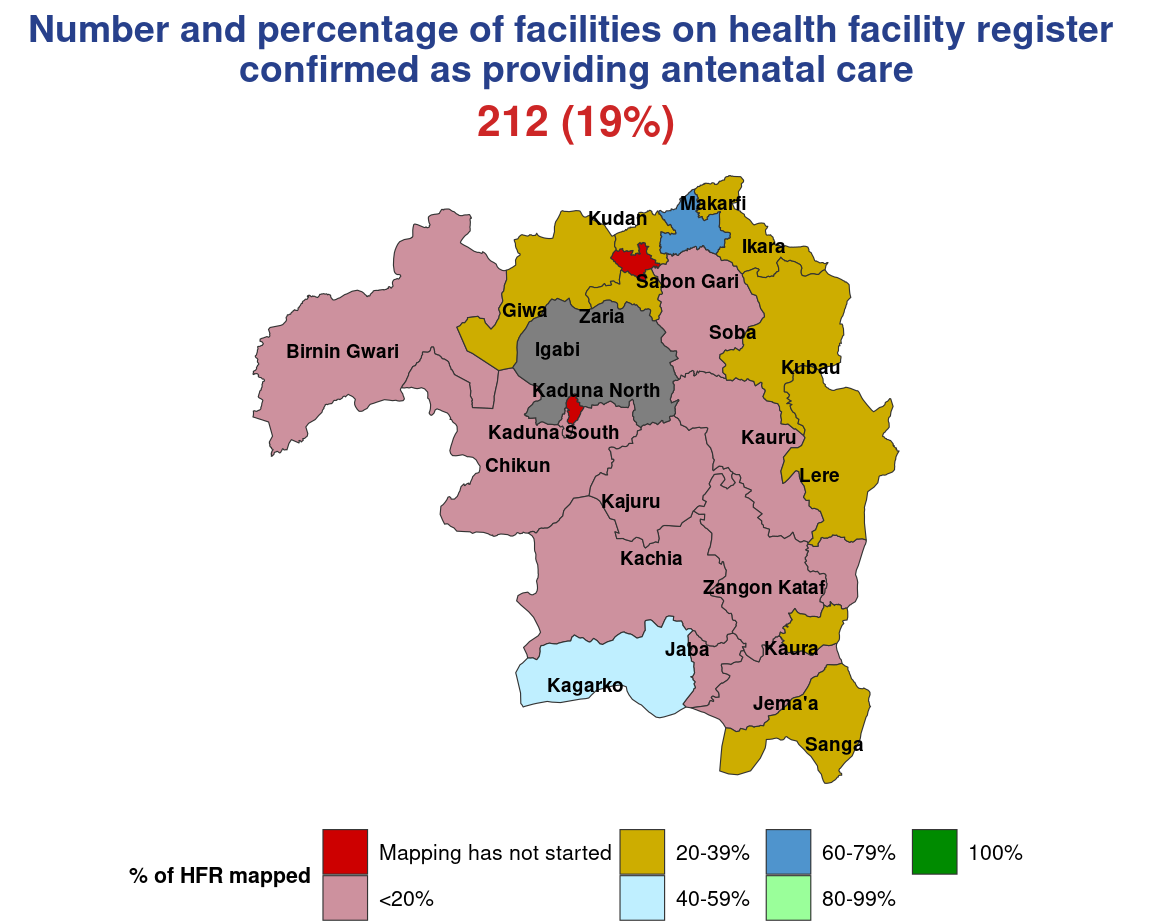 Number and percentage of facilities on health facility register
confirmed as providing antenatal care
212 (19%)
Makarfi
Kudan
Ikara
Sabon Gari
Giwa
Zaria
Soba
Birnin Gwari
Igabi
Kubau
Kaduna North
Kaduna South
Kauru
Chikun
Lere
Kajuru
Kachia
Zangon Kataf
Jaba
Kaura
Kagarko
Jema'a
Sanga
% of HFR mapped
Mapping has not started
<20%
20-39%
40-59%
60-79%
80-99%
100%